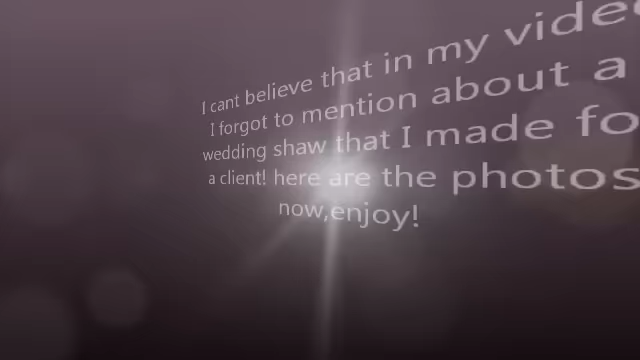 I cant believe that in my video
I forgot to mention about a
wedding shaw that I made fo
a client! here are the photos
now,enjoy!